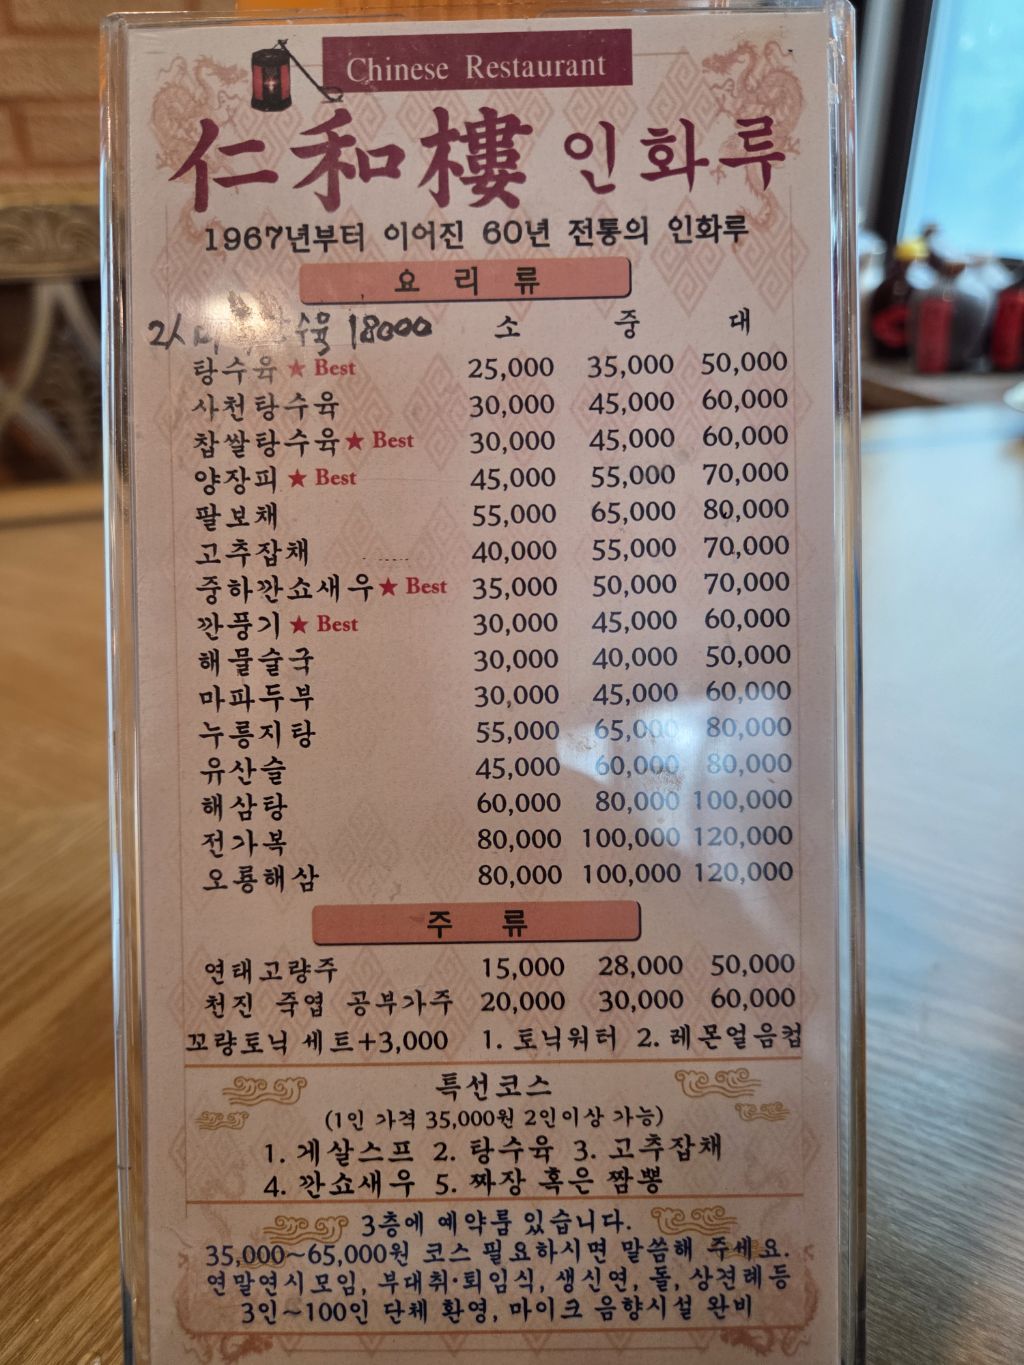 Chinese Restaurant
仁和樓 인화루
1967년부터 이어진 60년 전통의 인화루
요리류
수육 18000 소 중 대
탕수육 ★ Best 25,000 35,000 50,000
사천탕수육 30,000 45,000 60,000
찹쌀탕수육 ★ Best 30,000 45,000 60,000
양장피 ★ Best 45,000 55,000 70,000
팔보채 55,000 65,000 80,000
고추잡채 40,000 55,000 70,000
중하깐쇼새우 ★ Best 35,000 50,000 70,000
깐풍기 ★ Best 30,000 45,000 60,000
해물술국 30,000 40,000 50,000
마파두부 30,000 45,000 60,000
누룽지탕 55,000 65,000 80,000
유산슬 45,000 60,000 80,000
해삼탕 60,000 80,000 100,000
전가복 80,000 100,000 120,000
오룡해삼 80,000 100,000 120,000
주류
연태고량주 15,000 28,000 50,000
천진 죽엽 공부가주 20,000 30,000 60,000
꼬량토닉 세트+3,000 1. 토닉워터 2. 레몬얼음컵
특선코스
(1인 가격 35,000원 2인이상 가능)
1. 게살스프 2. 탕수육 3. 고추잡채
4. 깐쇼새우 5. 짜장 혹은 짬뽕
3층에 예약룸 있습니다.
35,000~65,000원 코스 필요하시면 말씀해 주세요.
연말연시모임, 부대취·퇴임식, 생신연, 돌, 상견례등
3인~100인 단체 환영, 마이크 음향시설 완비